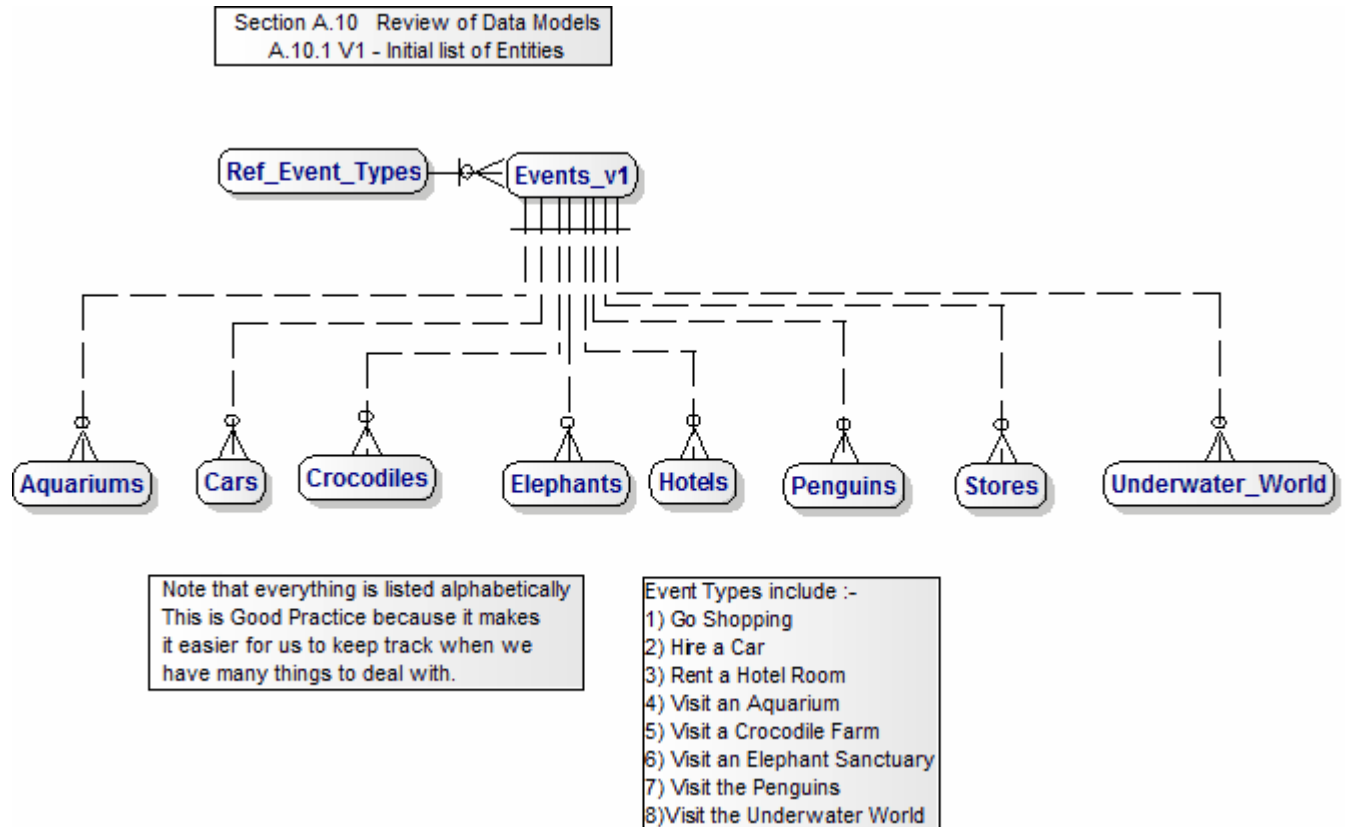 Section A.10 Review of Data Models
A.10.1 V1 - Initial list of Entities
Ref_Event_Types
Events_v1
Aquariums
Cars
Crocodiles
Elephants
Hotels
Penguins
Stores
Underwater_World
Note that everything is listed alphabetically
This is Good Practice because it makes
it easier for us to keep track when we
have many things to deal with.
Event Types include :-
1) Go Shopping
2) Hire a Car
3) Rent a Hotel Room
4) Visit an Aquarium
5) Visit a Crocodile Farm
6) Visit an Elephant Sanctuary
7) Visit the Penguins
8)Visit the Underwater World